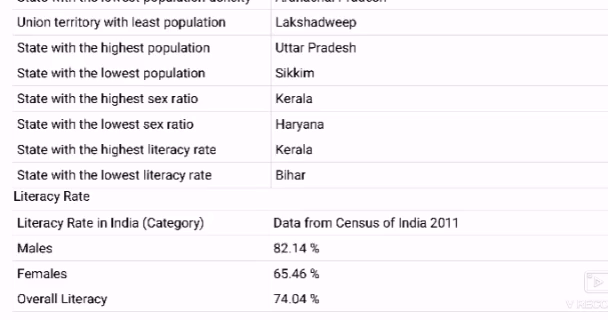 Union territory with least population Lakshadweep
State with the highest population Uttar Pradesh
State with the lowest population Sikkim
State with the highest sex ratio Kerala
State with the lowest sex ratio Haryana
State with the highest literacy rate Kerala
State with the lowest literacy rate Bihar
Literacy Rate
Literacy Rate in India (Category) Data from Census of India 2011
Males 82.14 %
Females 65.46 %
Overall Literacy 74.04 %